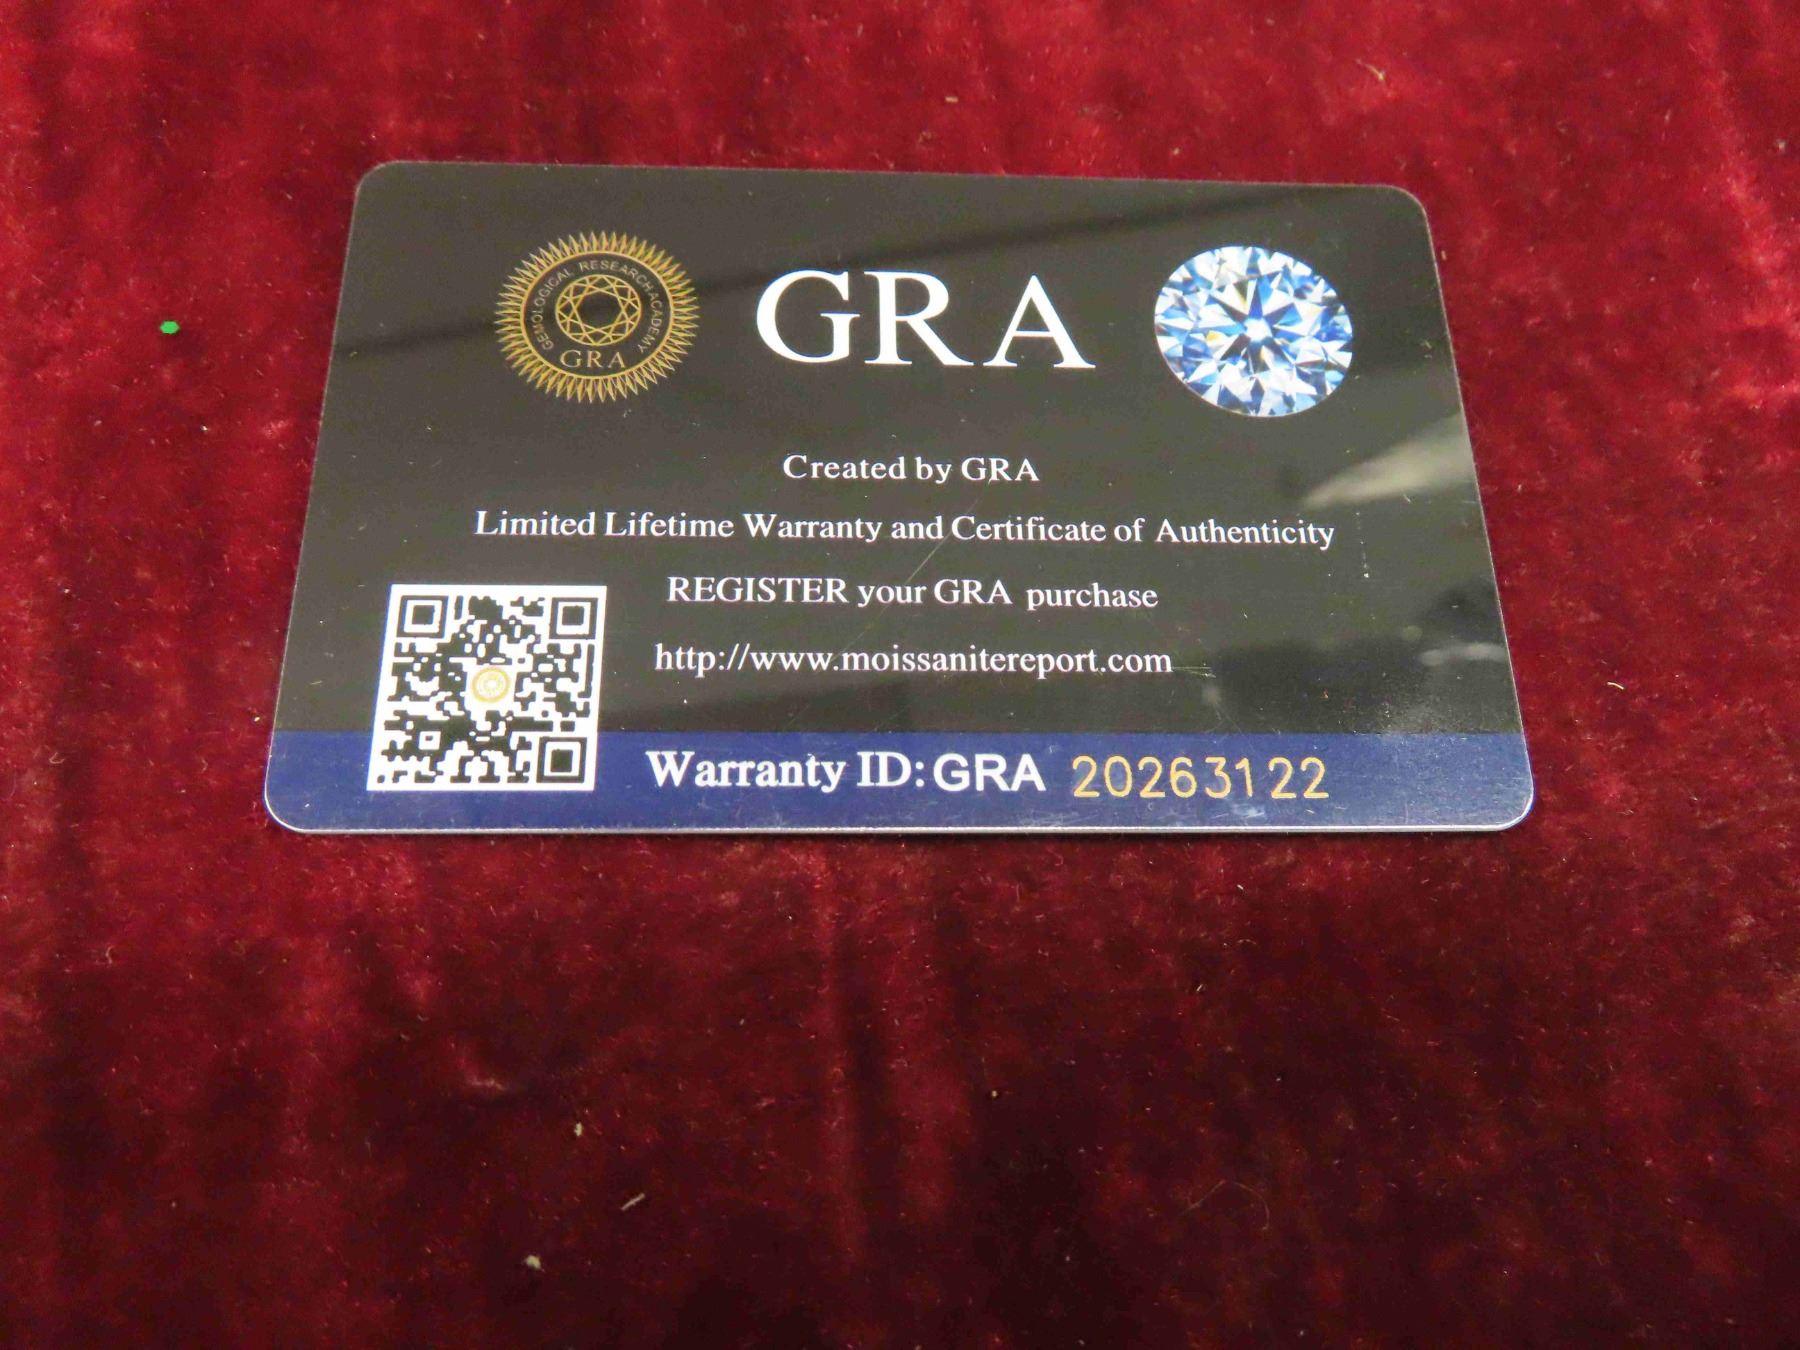 GEMOLOGICAL RESEARCH ACADEMY
GRA
GRA
Created by GRA
Limited Lifetime Warranty and Certificate of Authenticity
REGISTER your GRA purchase
http://www.moissanitereport.com
Warranty ID: GRA 20263122